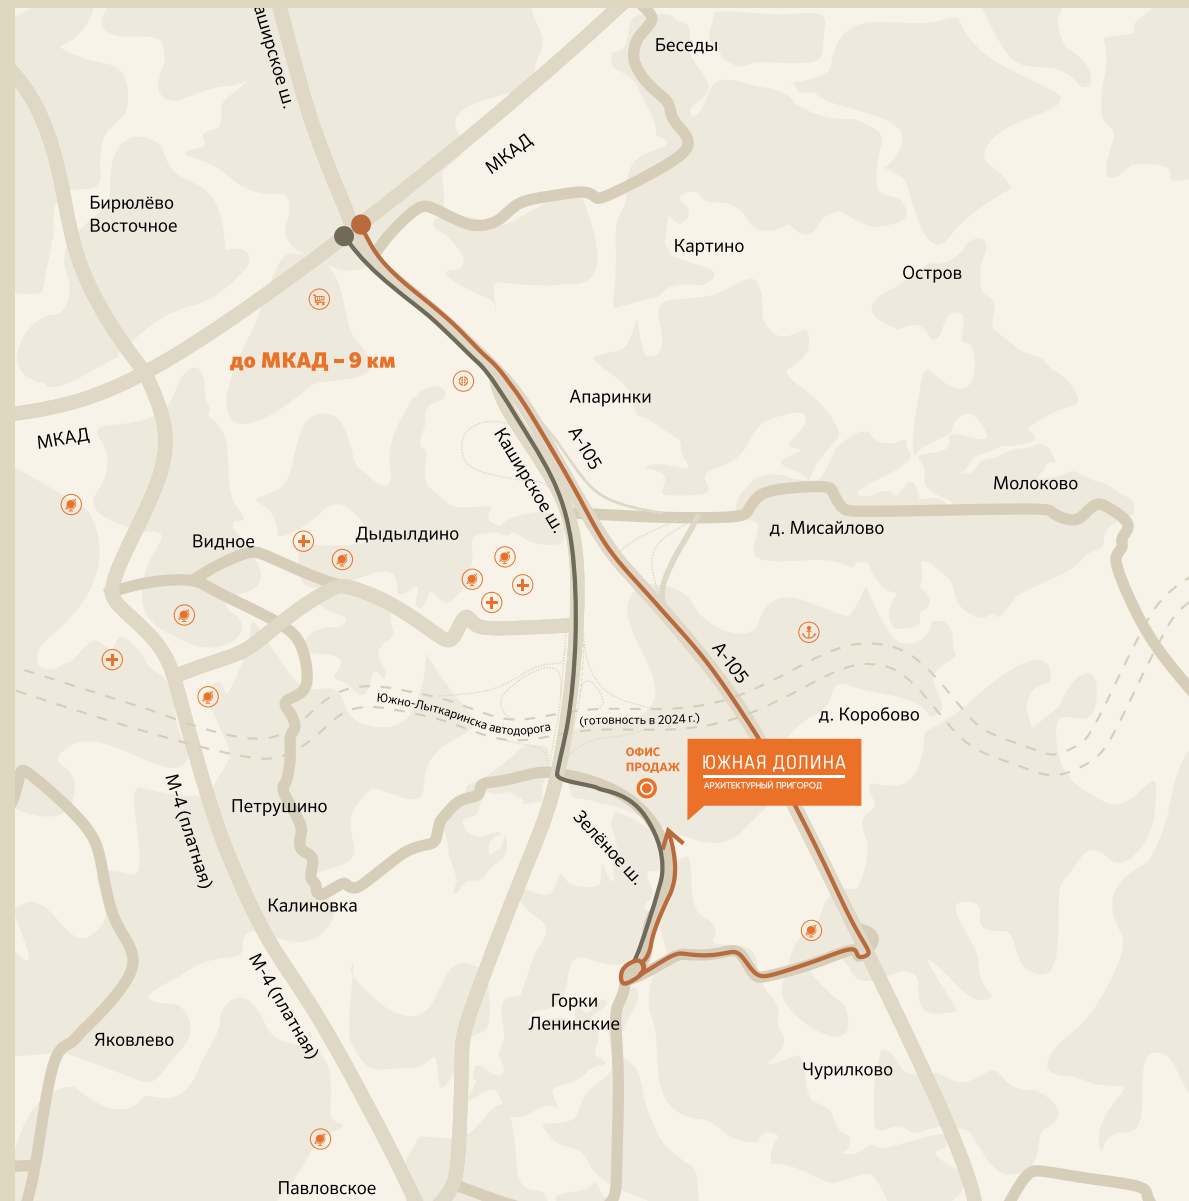 Каширское ш.
Беседы
МКАД
Бирюлёво
Восточное
Картино
Остров
до МКАД – 9 км
Апаринки
МКАД
А-105
Каширское ш.
Молоково
д. Мисайлово
Видное
Дыдылдино
А-105
Южно-Лыткаринска автодорога
(готовность в 2024 г.)
д. Коробово
ОФИС
ПРОДАЖ
ЮЖНАЯ ДОЛИНА
АРХИТЕКТУРНЫЙ ПРИГОРОД
М-4 (платная)
Петрушино
Зелёное ш.
Калиновка
М-4 (платная)
Горки
Ленинские
Яковлево
Чурилково
Павловское